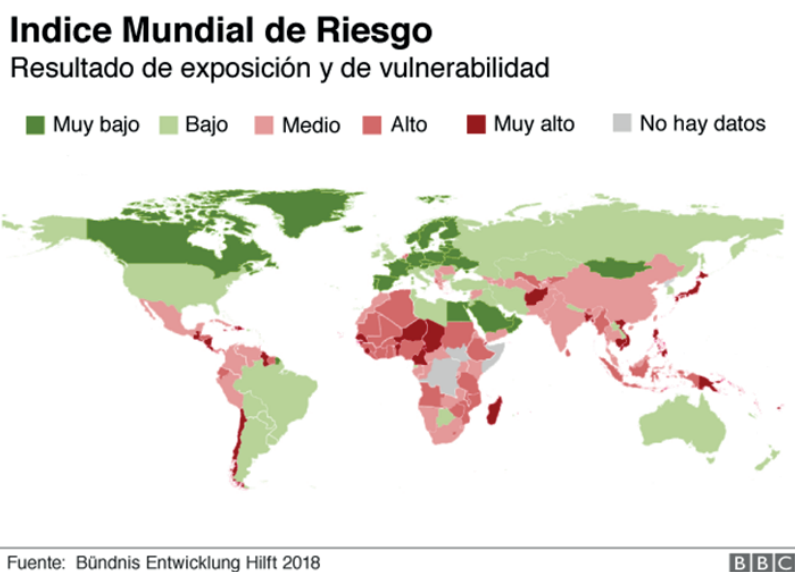 Indice Mundial de Riesgo
Resultado de exposición y de vulnerabilidad
Muy bajo Bajo Medio Alto Muy alto No hay datos
Fuente: Bündnis Entwicklung Hilft 2018
BBC